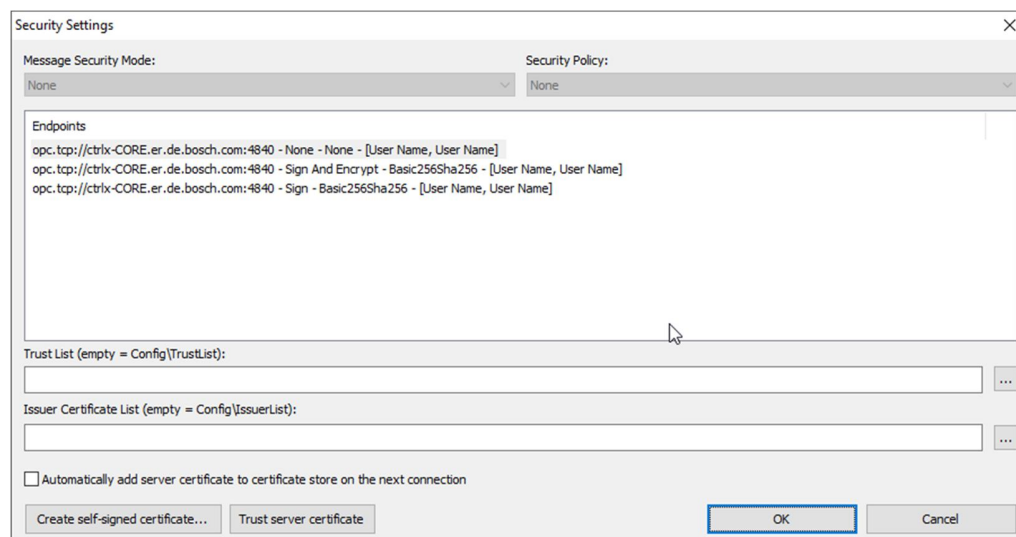 Security Settings
Message Security Mode: Security Policy:
None None
Endpoints
opc.tcp://ctrlx-CORE.er.de.bosch.com:4840 - None - None - [User Name, User Name]
opc.tcp://ctrlx-CORE.er.de.bosch.com:4840 - Sign And Encrypt - Basic256Sha256 - [User Name, User Name]
opc.tcp://ctrlx-CORE.er.de.bosch.com:4840 - Sign - Basic256Sha256 - [User Name, User Name]
Trust List (empty = Config\TrustList):
...
Issuer Certificate List (empty = Config\IssuerList):
...
Automatically add server certificate to certificate store on the next connection
Create self-signed certificate... Trust server certificate OK Cancel